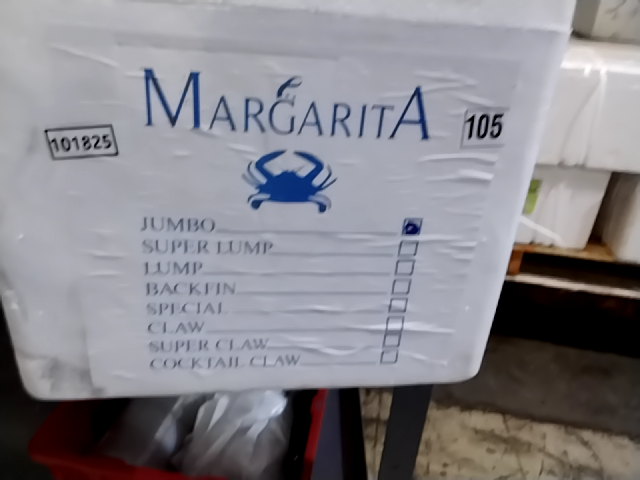 MARGARITA
101825
105
JUMBO
SUPER LUMP
LUMP
BACKFIN
SPECIAL
CLAW
SUPER CLAW
COCKTAIL CLAW